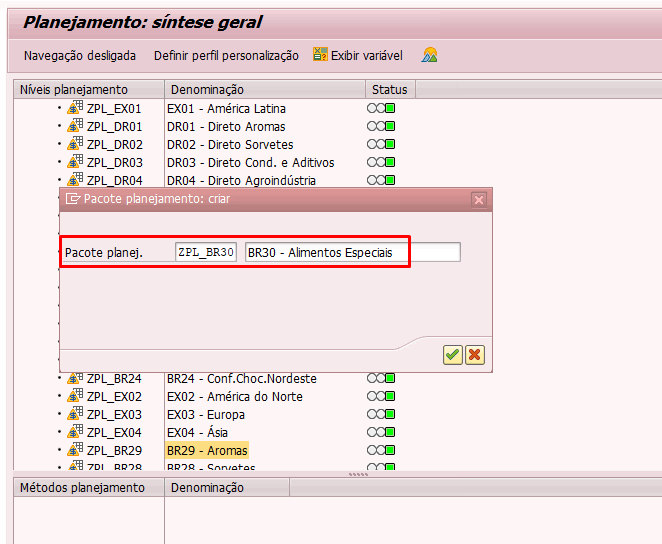 Planejamento: síntese geral
Navegação desligada Definir perfil personalização Exibir variável
Níveis planejamento Denominação Status
ZPL_EX01 EX01 - América Latina
ZPL_DR01 DR01 - Direto Aromas
ZPL_DR02 DR02 - Direto Sorvetes
ZPL_DR03 DR03 - Direto Cond. e Aditivos
ZPL_DR04 DR04 - Direto Agroindústria
Pacote planejamento: criar
Pacote planej. ZPL_BR30 BR30 - Alimentos Especiais
ZPL_BR24 BR24 - Conf.Choc.Nordeste
ZPL_EX02 EX02 - América do Norte
ZPL_EX03 EX03 - Europa
ZPL_EX04 EX04 - Ásia
ZPL_BR29 BR29 - Aromas
ZPL_BR28 BR28 - Sorvetes
Métodos planejamento Denominação